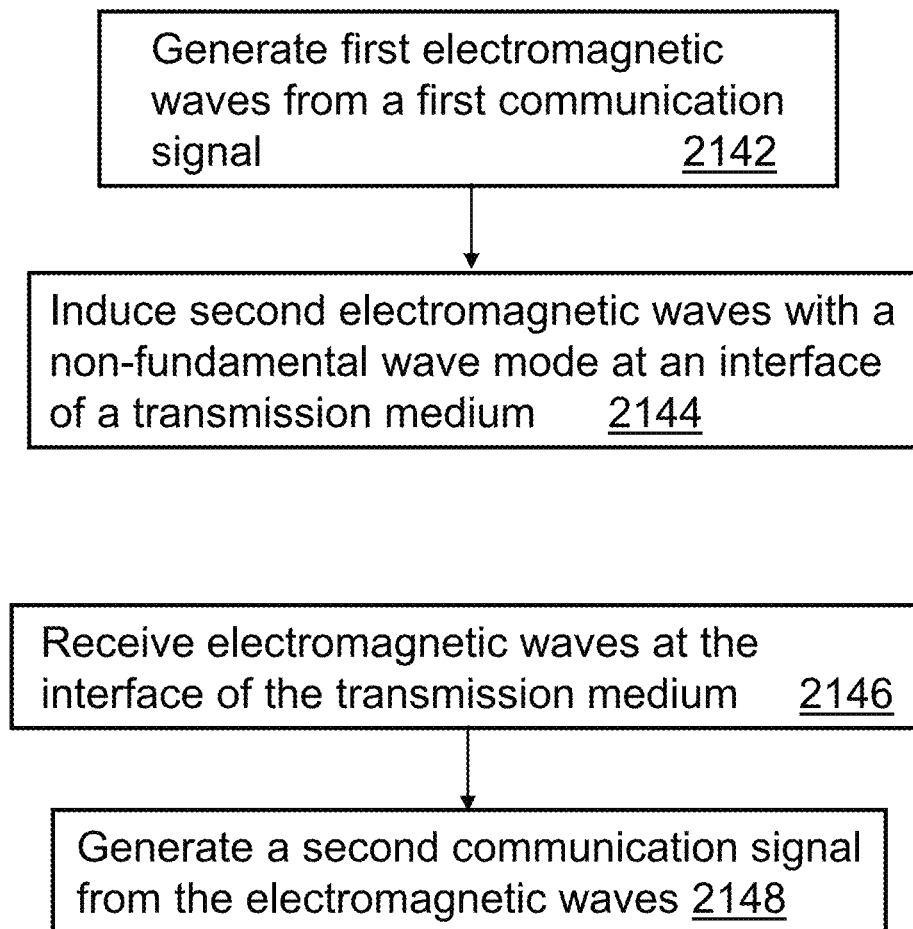 Generate first electromagnetic
waves from a first communication
signal 2142
Induce second electromagnetic waves with a
non-fundamental wave mode at an interface
of a transmission medium 2144
Receive electromagnetic waves at the
interface of the transmission medium 2146
Generate a second communication signal
from the electromagnetic waves 2148